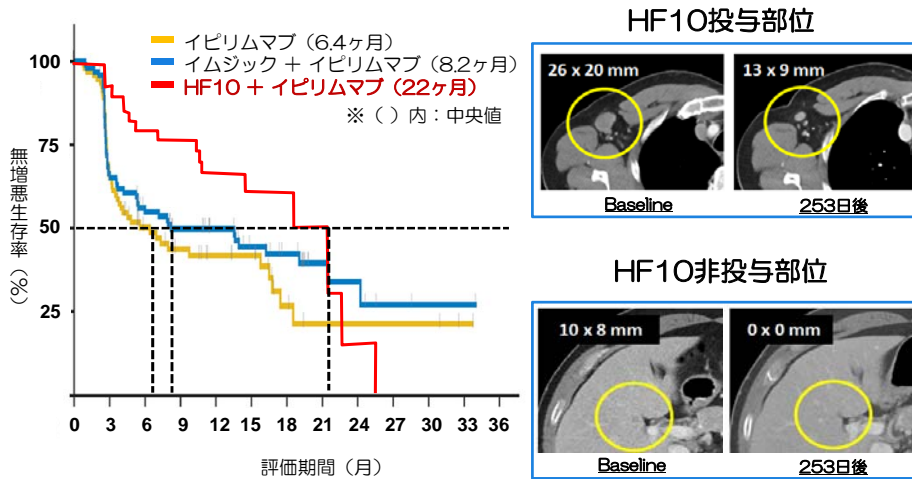 イピリムマブ（6.4ヶ月）
イムジック + イピリムマブ（8.2ヶ月）
HF10 + イピリムマブ（22ヶ月）
※（ ）内：中央値
無増悪生存率（%）
100
75
50
25
0 3 6 9 12 15 18 21 24 27 30 33 36
評価期間（月）
HF10投与部位
26 x 20 mm
13 x 9 mm
Baseline
253日後
HF10非投与部位
10 x 8 mm
0 x 0 mm
Baseline
253日後